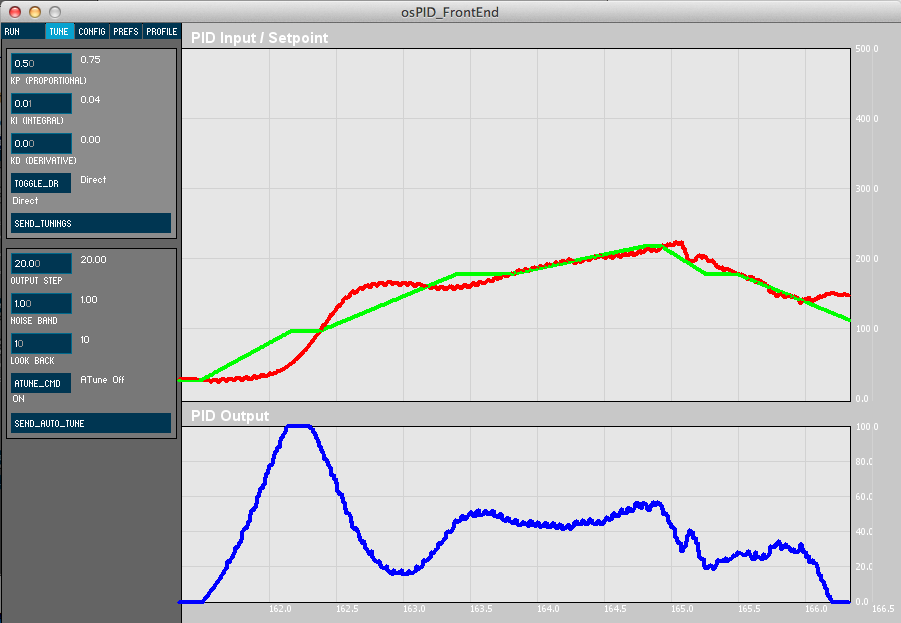 osPID_FrontEnd
RUN TUNE CONFIG PREFS PROFILE
PID Input / Setpoint
0.50 0.75
KP (PROPORTIONAL)
0.01 0.04
KI (INTEGRAL)
0.00 0.00
KD (DERIVATIVE)
TOGGLE_DR Direct
Direct
SEND_TUNINGS
20.00 20.00
OUTPUT STEP
1.00 1.00
NOISE BAND
10 10
LOOK BACK
ATUNE_CMD ATune Off
ON
SEND_AUTO_TUNE
500.0
400.0
300.0
200.0
100.0
0.0
PID Output
100.0
80.0
60.0
40.0
20.0
0.0
162.0 162.5 163.0 163.5 164.0 164.5 165.0 165.5 166.0 166.5